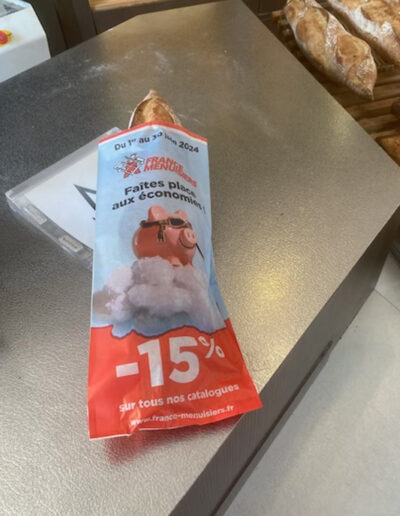 Du 1er au 30 juin 2024
FRANCE
MENUISIERS
Faites place
aux économies !
-15%
sur tous nos catalogues
www.france-menuisiers.fr